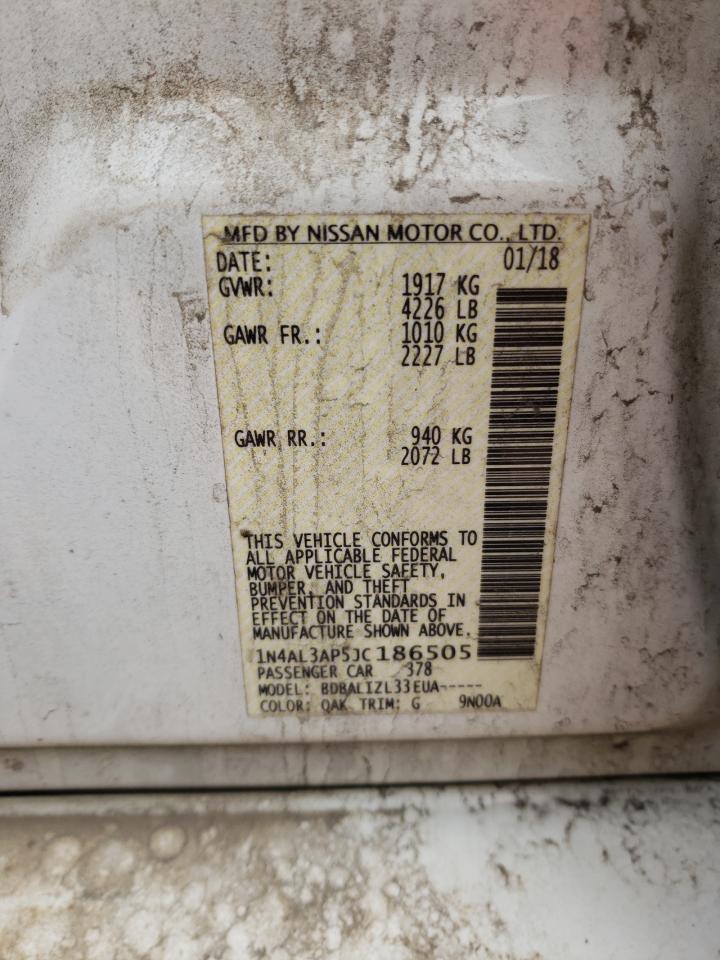 MFD BY NISSAN MOTOR CO., LTD.
DATE: 01/18
GVWR: 1917 KG
4226 LB
GAWR FR.: 1010 KG
2227 LB
GAWR RR.: 940 KG
2072 LB
THIS VEHICLE CONFORMS TO
ALL APPLICABLE FEDERAL
MOTOR VEHICLE SAFETY,
BUMPER, AND THEFT
PREVENTION STANDARDS IN
EFFECT ON THE DATE OF
MANUFACTURE SHOWN ABOVE.
1N4AL3AP5JC186505
PASSENGER CAR 378
MODEL: BDBALIZL33EUA-----
COLOR: QAK TRIM: G 9N00A